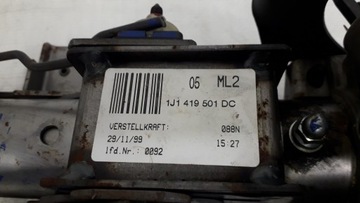 05 ML2
1J1 419 501 DC
VERSTELLKRAFT: 088N
29/11/99 15:27
lfd.Nr.: 0092